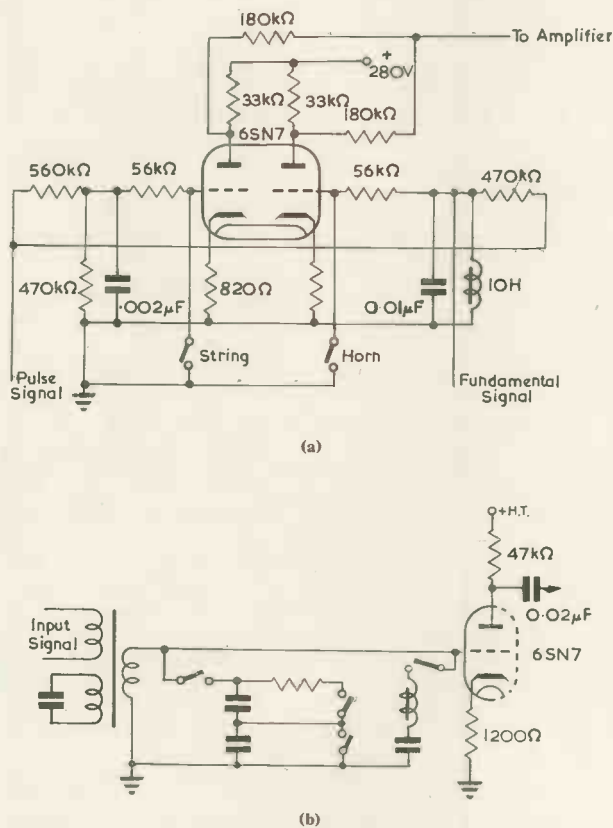 180kΩ
To Amplifier
+
280V
33kΩ
33kΩ
180kΩ
6SN7
560kΩ
56kΩ
56kΩ
470kΩ
470kΩ
·002μF
820Ω
0.01μF
10H
String
Horn
Pulse
Signal
Fundamental
Signal
(a)
+H.T.
47kΩ
0·02μF
Input
Signal
6SN7
1200Ω
(b)